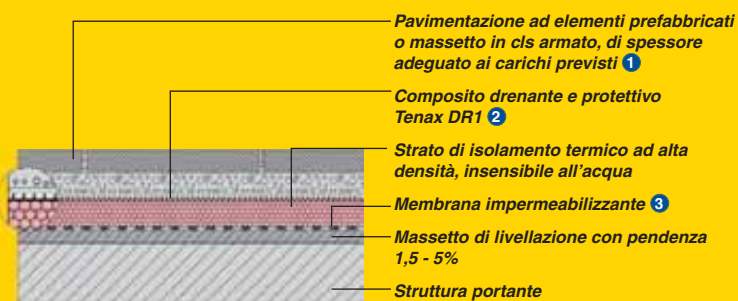 Pavimentazione ad elementi prefabbricati
o massetto in cls armato, di spessore
adeguato ai carichi previsti 1
Composito drenante e protettivo
Tenax DR1 2
Strato di isolamento termico ad alta
densità, insensibile all'acqua
Membrana impermeabilizzante 3
Massetto di livellazione con pendenza
1,5 - 5%
Struttura portante